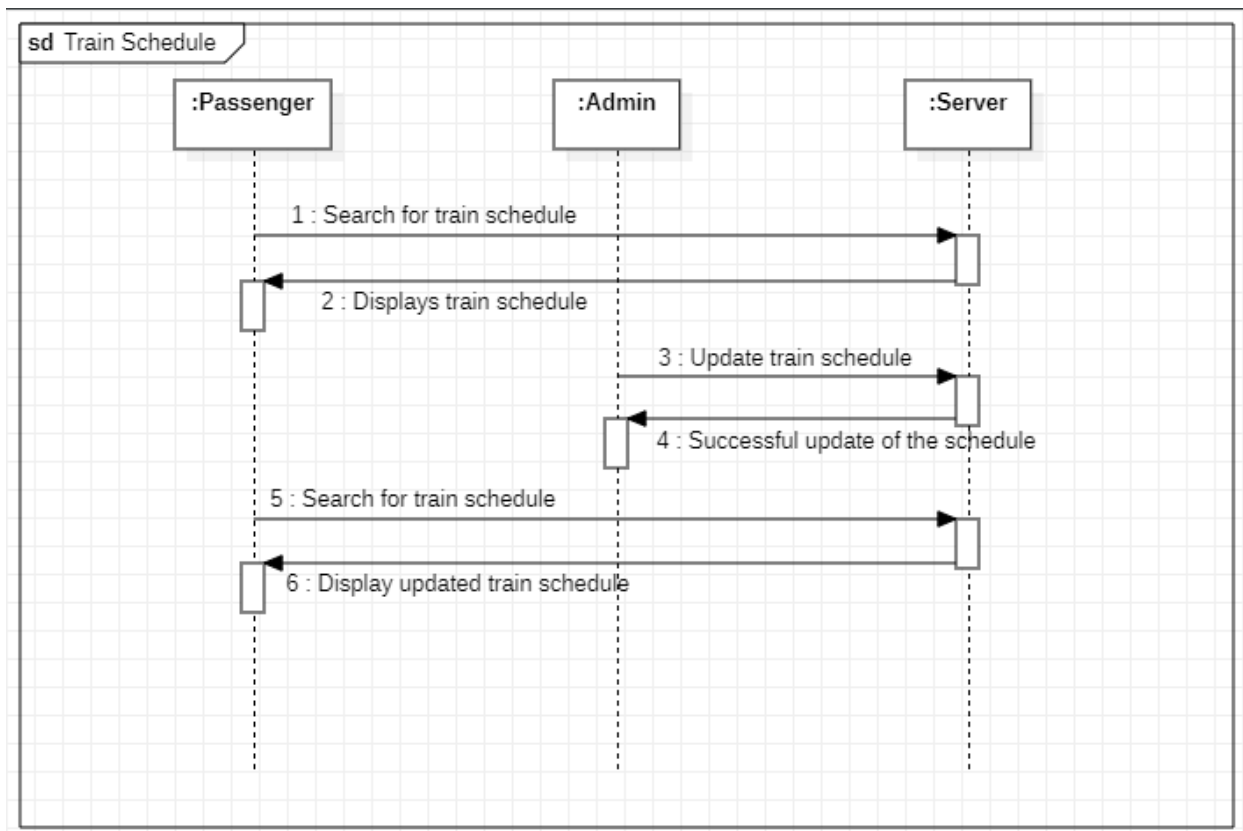 sd Train Schedule
:Passenger
:Admin
:Server
1 : Search for train schedule
2 : Displays train schedule
3 : Update train schedule
4 : Successful update of the schedule
5 : Search for train schedule
6 : Display updated train schedule